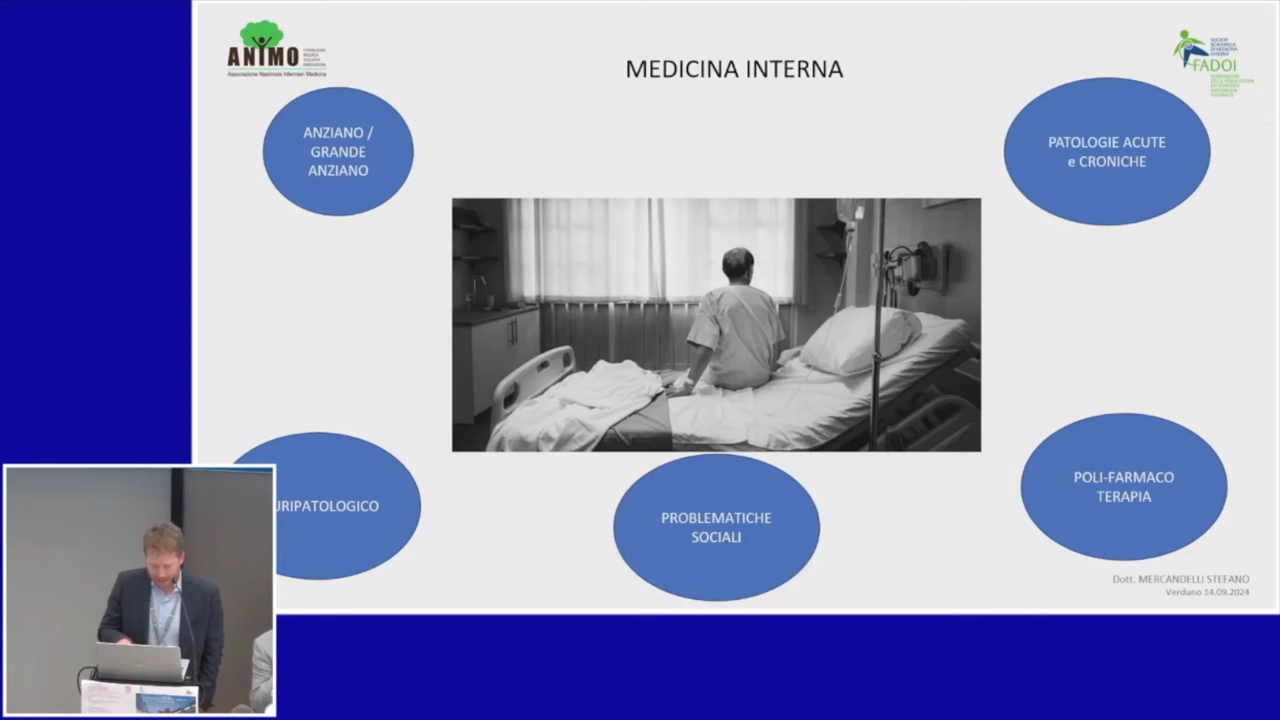 ANIMO
Associazione Nazionale Infermieri Medicina
MEDICINA INTERNA
FADOI
ANZIANO /
GRANDE
ANZIANO
PATOLOGIE ACUTE
e CRONICHE
URIPATOLOGICO
PROBLEMATICHE
SOCIALI
POLI-FARMACO
TERAPIA
Dott. MERCANDELLI STEFANO
Verduno 14.09.2024